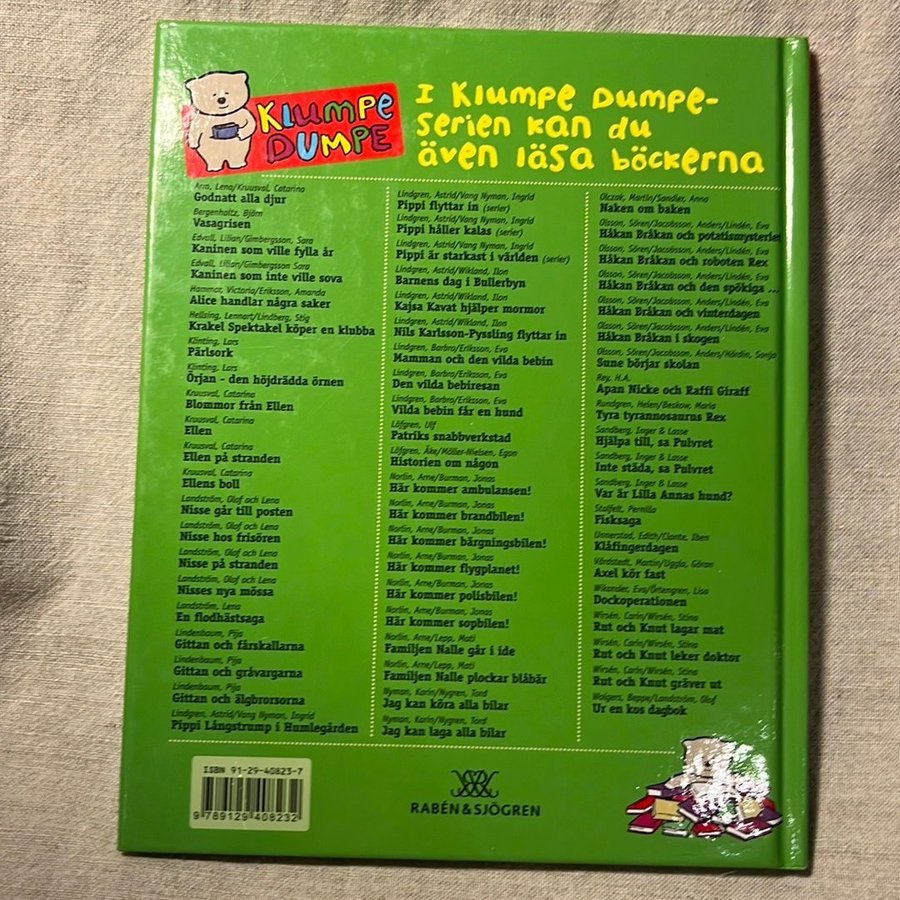 KLUMPE
DUMPE
I Klumpe Dumpe-
serien kan du
även läsa böckerna
Arro, Lena/Kruusval, Catarina
Godnatt alla djur
Bergenholtz, Björn
Vasagrisen
Edvall, Lilian/Gimbergsson, Sara
Kaninen som ville fylla år
Edvall, Lilian/Gimbergsson Sara
Kaninen som inte ville sova
Hammar, Victoria/Eriksson, Amanda
Alice handlar några saker
Hellsing, Lennart/Lindberg, Stig
Krakel Spektakel köper en klubba
Klinting, Lars
Pärlsork
Klinting, Lars
Örjan - den höjdrädda örnen
Kruusval, Catarina
Blommor från Ellen
Kruusval, Catarina
Ellen
Kruusval, Catarina
Ellen på stranden
Kruusval, Catarina
Ellens boll
Landström, Olof och Lena
Nisse går till posten
Landström, Olof och Lena
Nisse hos frisören
Landström, Olof och Lena
Nisse på stranden
Landström, Olof och Lena
Nisses nya mössa
Landström, Lena
En flodhästsaga
Lindenbaum, Pija
Gittan och fårskallarna
Lindenbaum, Pija
Gittan och gråvargarna
Lindenbaum, Pija
Gittan och älgbrorsorna
Lindgren, Astrid/Vang Nyman, Ingrid
Pippi Långstrump i Humlegården
Lindgren, Astrid/Vang Nyman, Ingrid
Pippi flyttar in (serier)
Lindgren, Astrid/Vang Nyman, Ingrid
Pippi håller kalas (serier)
Lindgren, Astrid/Vang Nyman, Ingrid
Pippi är starkast i världen (serier)
Lindgren, Astrid/Wikland, Ilon
Barnens dag i Bullerbyn
Lindgren, Astrid/Wikland, Ilon
Kajsa Kavat hjälper mormor
Lindgren, Astrid/Wikland, Ilon
Nils Karlsson-Pyssling flyttar in
Lindgren, Barbro/Eriksson, Eva
Mamman och den vilda bebin
Lindgren, Barbro/Eriksson, Eva
Den vilda bebiresan
Lindgren, Barbro/Eriksson, Eva
Vilda bebin får en hund
Löfgren, Ulf
Patriks snabbverkstad
Löfgren, Åke/Möller-Nielsen, Egon
Historien om någon
Norlin, Arne/Burman, Jonas
Här kommer ambulansen!
Norlin, Arne/Burman, Jonas
Här kommer brandbilen!
Norlin, Arne/Burman, Jonas
Här kommer bärgningsbilen!
Norlin, Arne/Burman, Jonas
Här kommer flygplanet!
Norlin, Arne/Burman, Jonas
Här kommer polisbilen!
Norlin, Arne/Burman, Jonas
Här kommer sopbilen!
Norlin, Arne/Lepp, Mati
Familjen Nalle går i ide
Norlin, Arne/Lepp, Mati
Familjen Nalle plockar blåbär
Nyman, Karin/Nygren, Tord
Jag kan köra alla bilar
Nyman, Karin/Nygren, Tord
Jag kan laga alla bilar
Olczak, Martin/Sandler, Anna
Naken om baken
Olsson, Sören/Jacobsson, Anders/Lindén, Eva
Håkan Bråkan och potatismysteriet
Olsson, Sören/Jacobsson, Anders/Lindén, Eva
Håkan Bråkan och roboten Rex
Olsson, Sören/Jacobsson, Anders/Lindén, Eva
Håkan Bråkan och den spökiga ...
Olsson, Sören/Jacobsson, Anders/Lindén, Eva
Håkan Bråkan och vinterdagen
Olsson, Sören/Jacobsson, Anders/Lindén, Eva
Håkan Bråkan i skogen
Olsson, Sören/Jacobsson, Anders/Härdin, Sonja
Sune börjar skolan
Rey, H.A.
Apan Nicke och Raffi Giraff
Rundgren, Helen/Beskow, Maria
Tyra tyrannosaurus Rex
Sandberg, Inger & Lasse
Hjälpa till, sa Pulvret
Sandberg, Inger & Lasse
Inte städa, sa Pulvret
Sandberg, Inger & Lasse
Var är Lilla Annas hund?
Stalfelt, Pernilla
Fisksaga
Unnerstad, Edith/Clante, Iben
Klåfingerdagen
Vårdstedt, Martin/Uggla, Göran
Axel kör fast
Wikander, Eva/Örtengren, Lisa
Dockoperationen
Wirsén, Carin/Wirsén, Stina
Rut och Knut lagar mat
Wirsén, Carin/Wirsén, Stina
Rut och Knut leker doktor
Wirsén, Carin/Wirsén, Stina
Rut och Knut gräver ut
Wolgers, Beppe/Landström, Olof
Ur en kos dagbok
ISBN 91-29-40823-7
9 789129 408232
RABÉN & SJÖGREN